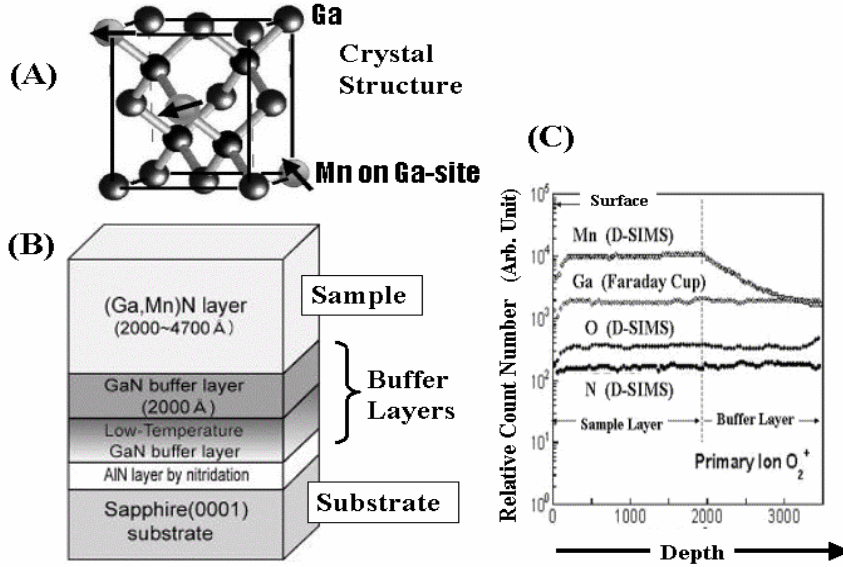 (A)
Ga
Crystal
Structure
Mn on Ga-site
(B)
(Ga,Mn)N layer
(2000~4700 Å)
Sample
GaN buffer layer
(2000 Å)
Low-Temperature
GaN buffer layer
Buffer
Layers
AlN layer by nitridation
Sapphire(0001)
substrate
Substrate
(C)
Relative Count Number (Arb. Unit)
10⁵
10⁴
10³
10²
10¹
10⁰
Surface
Mn (D-SIMS)
Ga (Faraday Cup)
O (D-SIMS)
N (D-SIMS)
Sample Layer
Buffer Layer
Primary Ion O₂⁺
0 1000 2000 3000
Depth